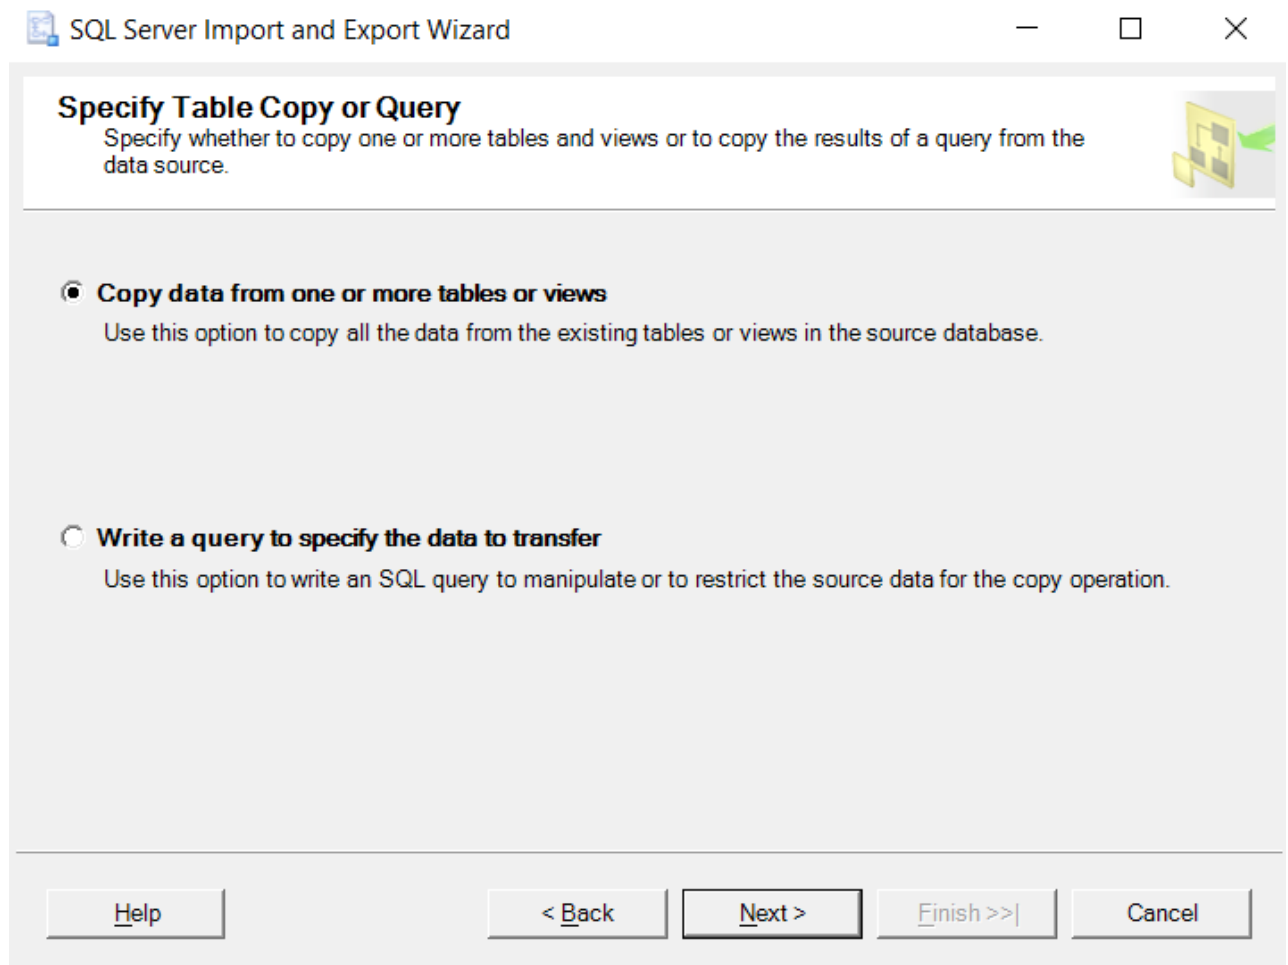 SQL Server Import and Export Wizard
Specify Table Copy or Query
Specify whether to copy one or more tables and views or to copy the results of a query from the
data source.
Copy data from one or more tables or views
Use this option to copy all the data from the existing tables or views in the source database.
Write a query to specify the data to transfer
Use this option to write an SQL query to manipulate or to restrict the source data for the copy operation.
Help < Back Next > Finish >>| Cancel